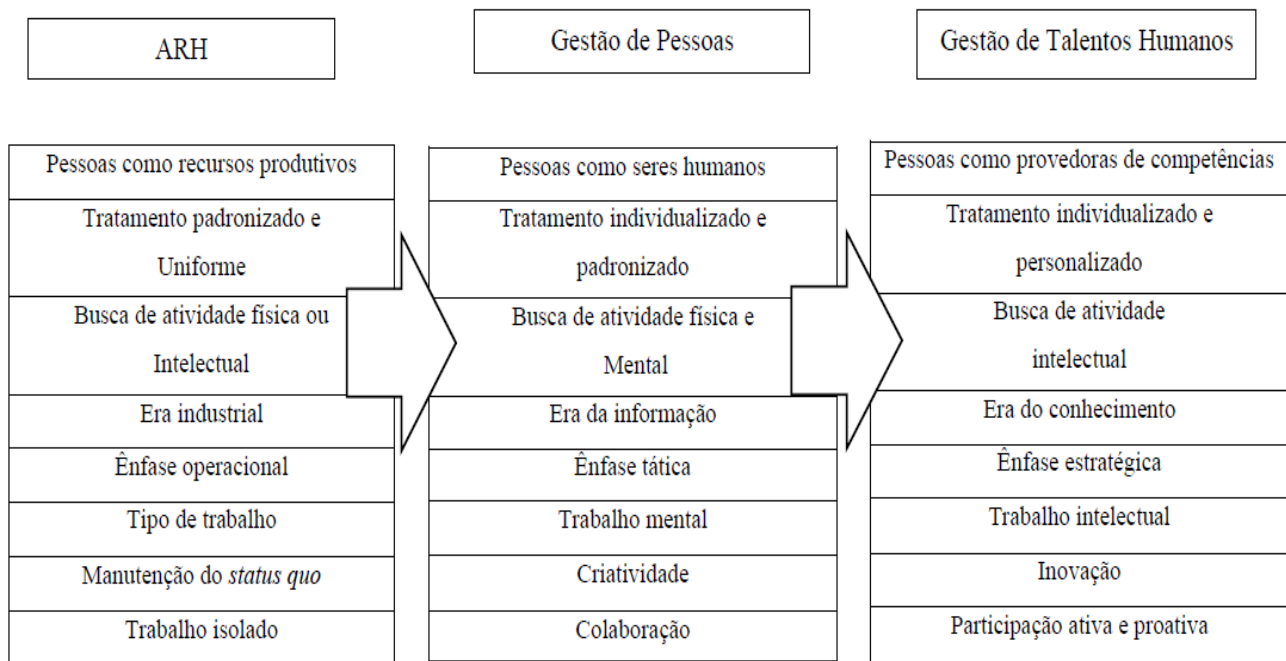 ARH
Gestão de Pessoas
Gestão de Talentos Humanos
Pessoas como recursos produtivos
Tratamento padronizado e
Uniforme
Busca de atividade física ou
Intelectual
Era industrial
Ênfase operacional
Tipo de trabalho
Manutenção do status quo
Trabalho isolado
Pessoas como seres humanos
Tratamento individualizado e
padronizado
Busca de atividade física e
Mental
Era da informação
Ênfase tática
Trabalho mental
Criatividade
Colaboração
Pessoas como provedoras de competências
Tratamento individualizado e
personalizado
Busca de atividade
intelectual
Era do conhecimento
Ênfase estratégica
Trabalho intelectual
Inovação
Participação ativa e proativa